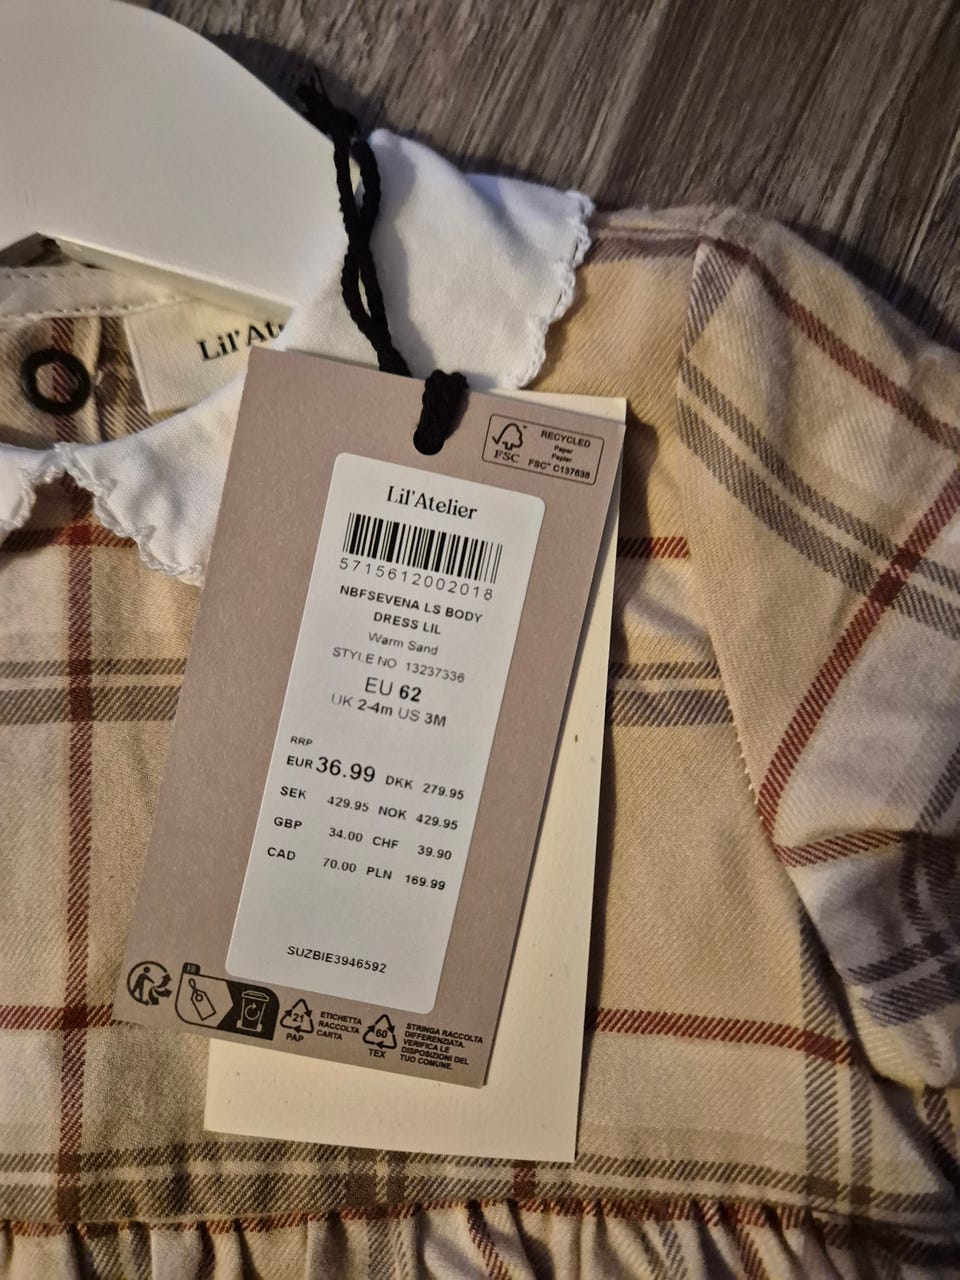 Lil'At
FSC™
RECYCLED
Paper
Papier
FSC® C137638
Lil'Atelier
5715612002018
NBFSEVENA LS BODY
DRESS LIL
Warm Sand
STYLE NO 13237336
EU 62
UK 2-4m US 3M
RRP
EUR 36.99 DKK 279.95
SEK 429.95 NOK 429.95
GBP 34.00 CHF 39.90
CAD 70.00 PLN 169.99
SUZBIE3946592
FR
21
PAP
ETICHETTA
RACCOLTA
CARTA
60
TEX
STRINGA RACCOLTA
DIFFERENZIATA.
VERIFICA LE
DISPOSIZIONI DEL
TUO COMUNE.